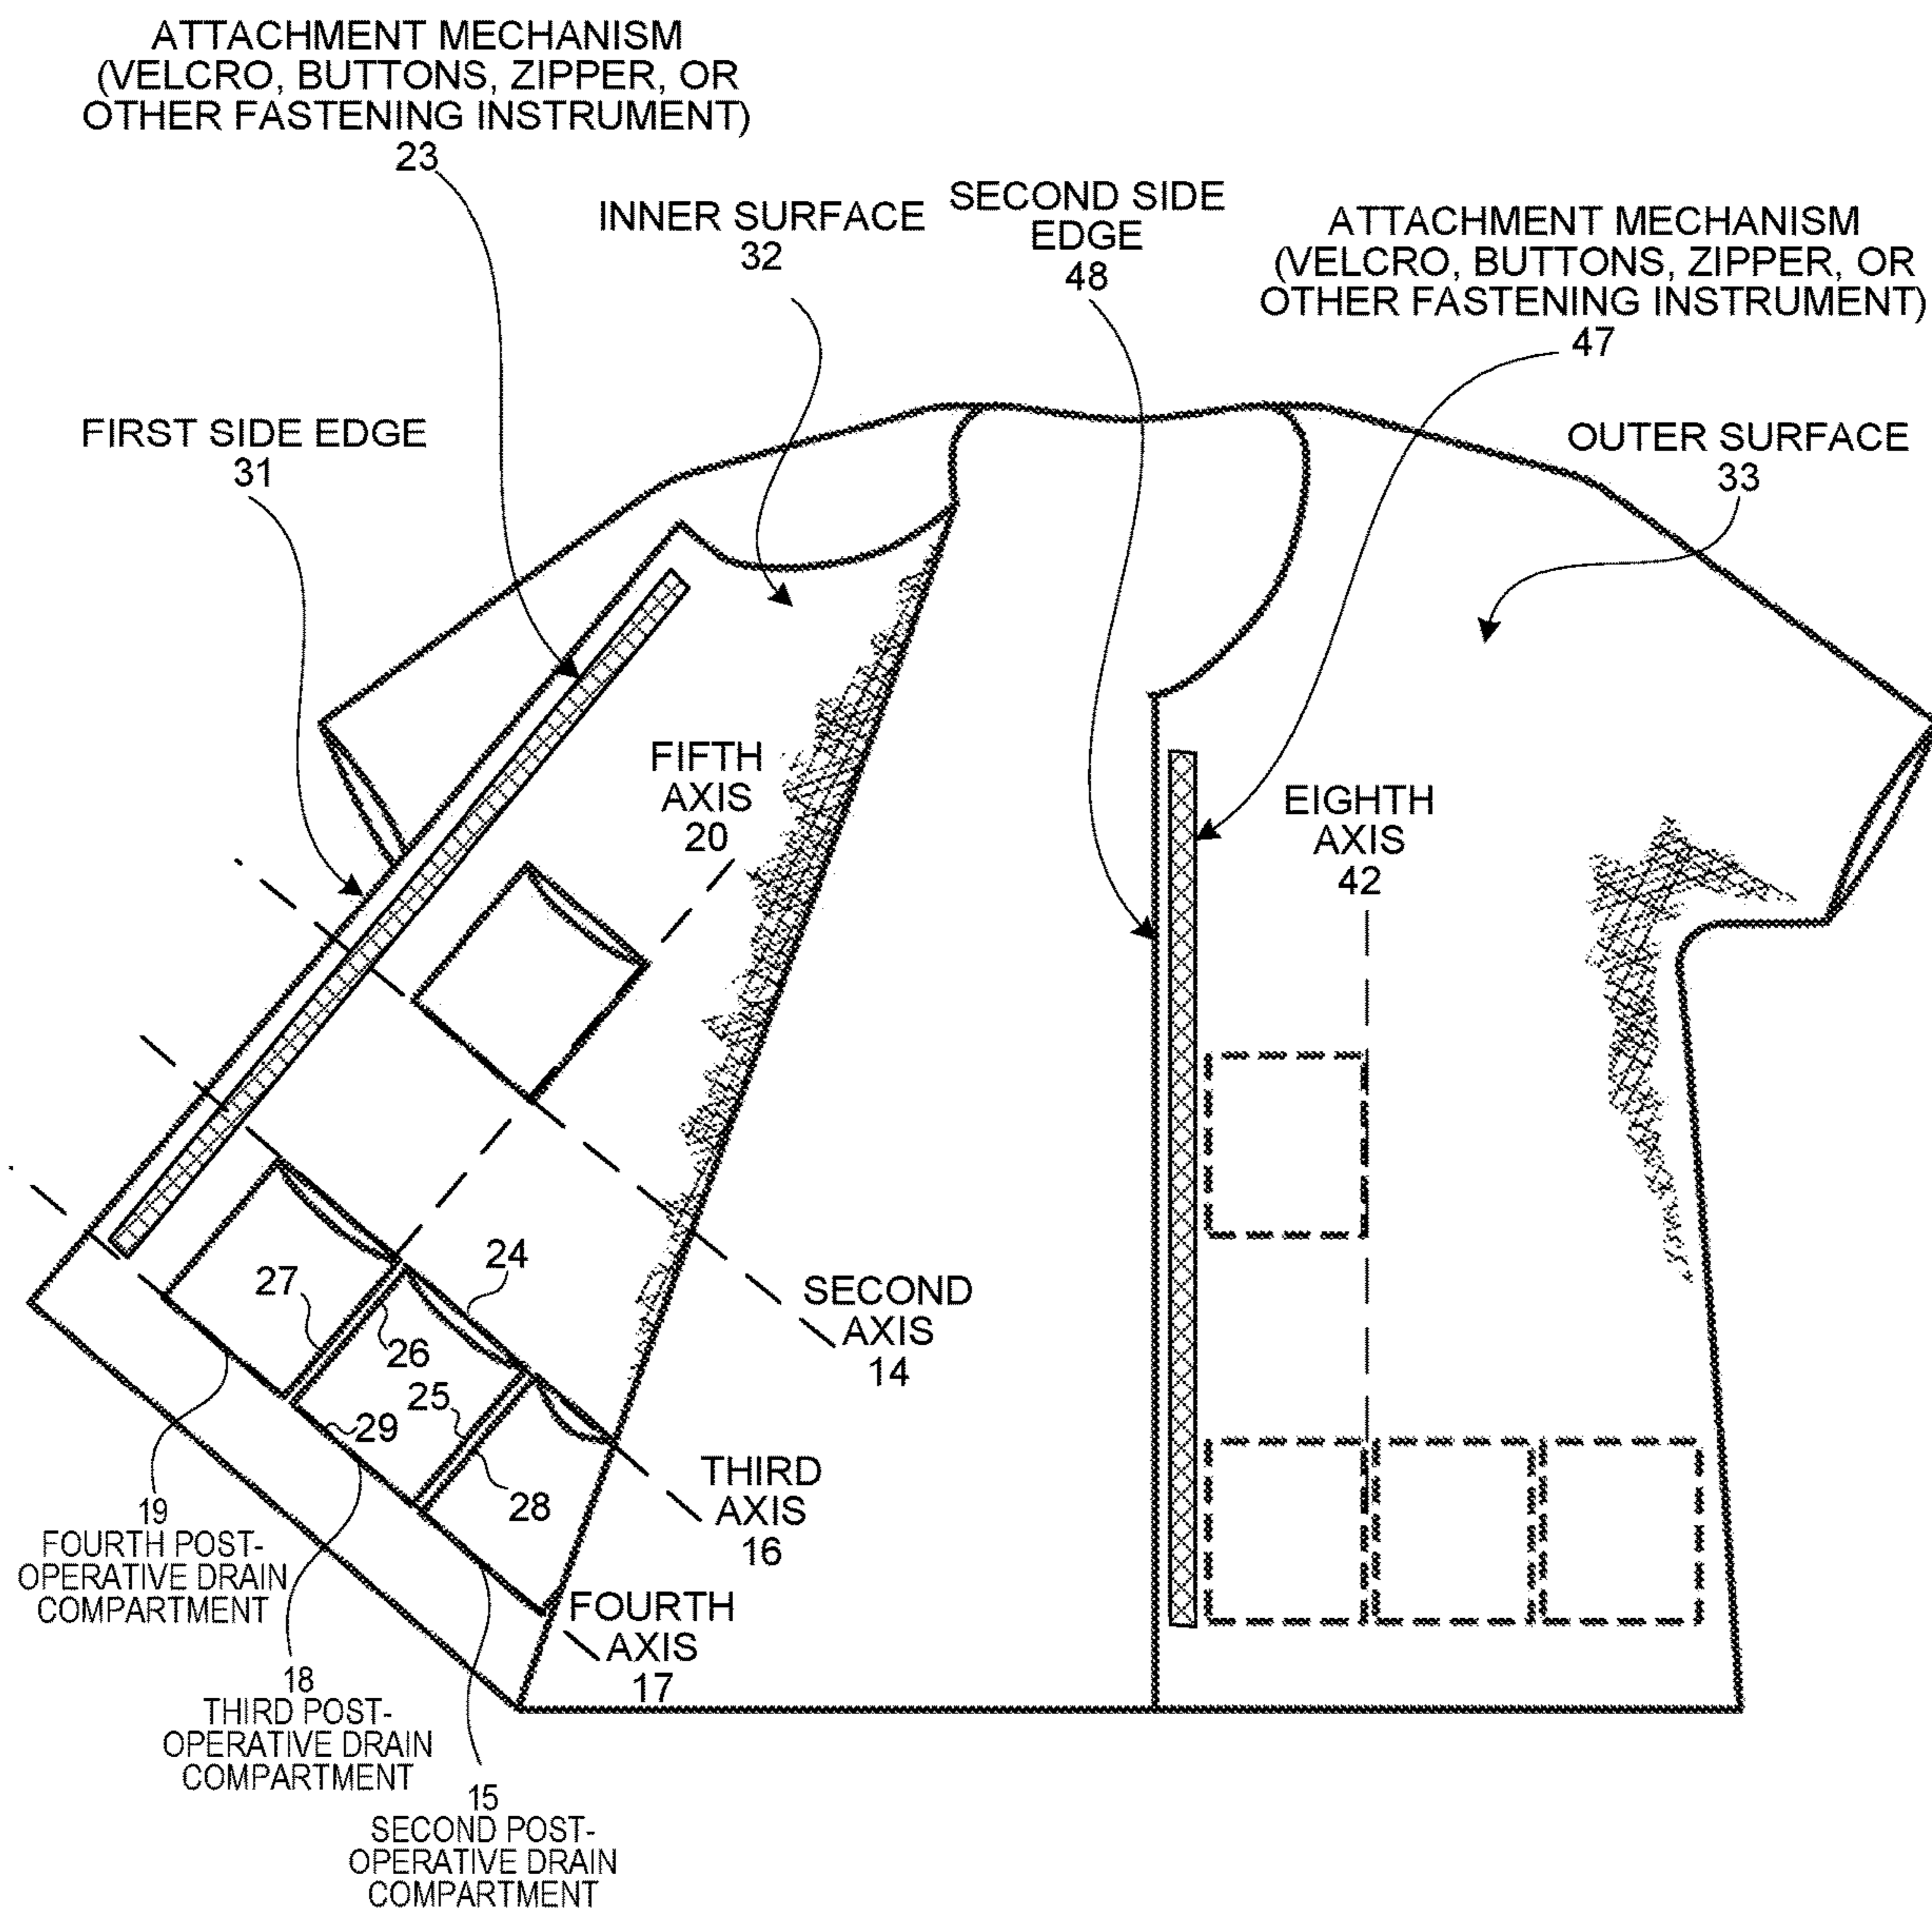 ATTACHMENT MECHANISM
(VELCRO, BUTTONS, ZIPPER, OR
OTHER FASTENING INSTRUMENT)
23
INNER SURFACE
32
SECOND SIDE
EDGE
48
ATTACHMENT MECHANISM
(VELCRO, BUTTONS, ZIPPER, OR
OTHER FASTENING INSTRUMENT)
47
FIRST SIDE EDGE
31
OUTER SURFACE
33
FIFTH
AXIS
20
EIGHTH
AXIS
42
24
27
26
25
29
28
SECOND
AXIS
14
THIRD
AXIS
16
FOURTH
AXIS
17
19
FOURTH POST-
OPERATIVE DRAIN
COMPARTMENT
18
THIRD POST-
OPERATIVE DRAIN
COMPARTMENT
15
SECOND POST-
OPERATIVE DRAIN
COMPARTMENT